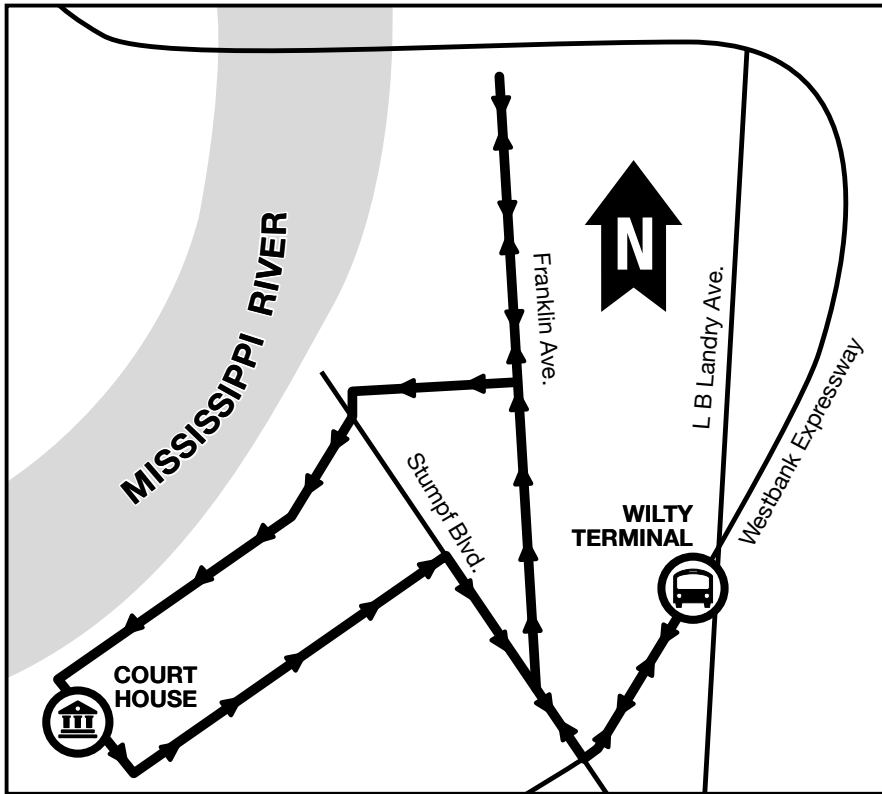 N
MISSISSIPPI RIVER
Franklin Ave.
L B Landry Ave.
Westbank Expressway
Stumpf Blvd.
WILTY
TERMINAL
COURT
HOUSE